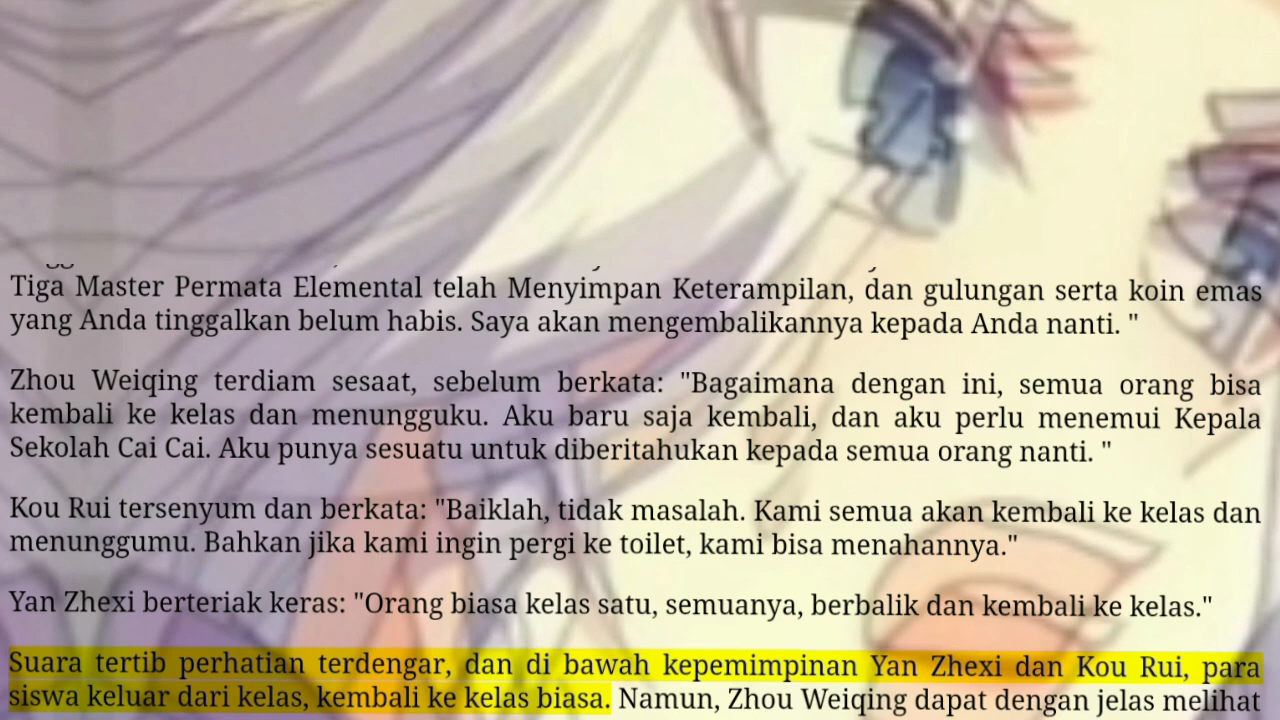 Tiga Master Permata Elemental telah Menyimpan Keterampilan, dan gulungan serta koin emas
yang Anda tinggalkan belum habis. Saya akan mengembalikannya kepada Anda nanti. "
Zhou Weiqing terdiam sesaat, sebelum berkata: "Bagaimana dengan ini, semua orang bisa
kembali ke kelas dan menungguku. Aku baru saja kembali, dan aku perlu menemui Kepala
Sekolah Cai Cai. Aku punya sesuatu untuk diberitahukan kepada semua orang nanti. "
Kou Rui tersenyum dan berkata: "Baiklah, tidak masalah. Kami semua akan kembali ke kelas dan
menunggumu. Bahkan jika kami ingin pergi ke toilet, kami bisa menahannya."
Yan Zhexi berteriak keras: "Orang biasa kelas satu, semuanya, berbalik dan kembali ke kelas."
Suara tertib perhatian terdengar, dan di bawah kepemimpinan Yan Zhexi dan Kou Rui, para
siswa keluar dari kelas, kembali ke kelas biasa. Namun, Zhou Weiqing dapat dengan jelas melihat